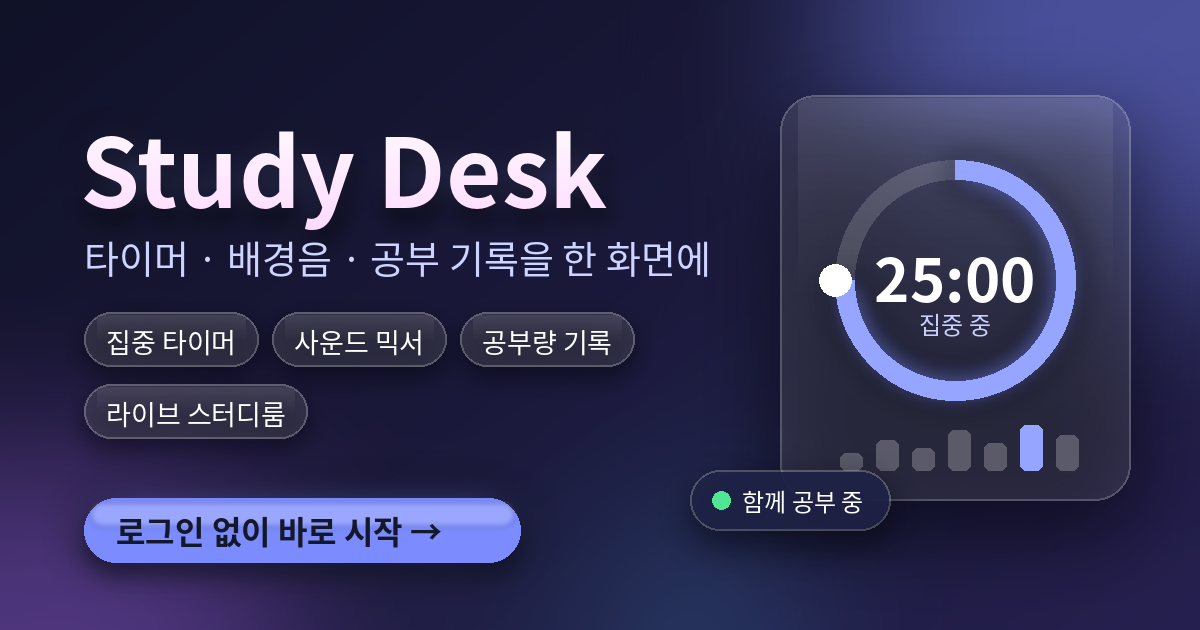 Study Desk
타이머 · 배경음 · 공부 기록을 한 화면에
집중 타이머
사운드 믹서
공부량 기록
라이브 스터디룸
로그인 없이 바로 시작 →
25:00
집중 중
함께 공부 중